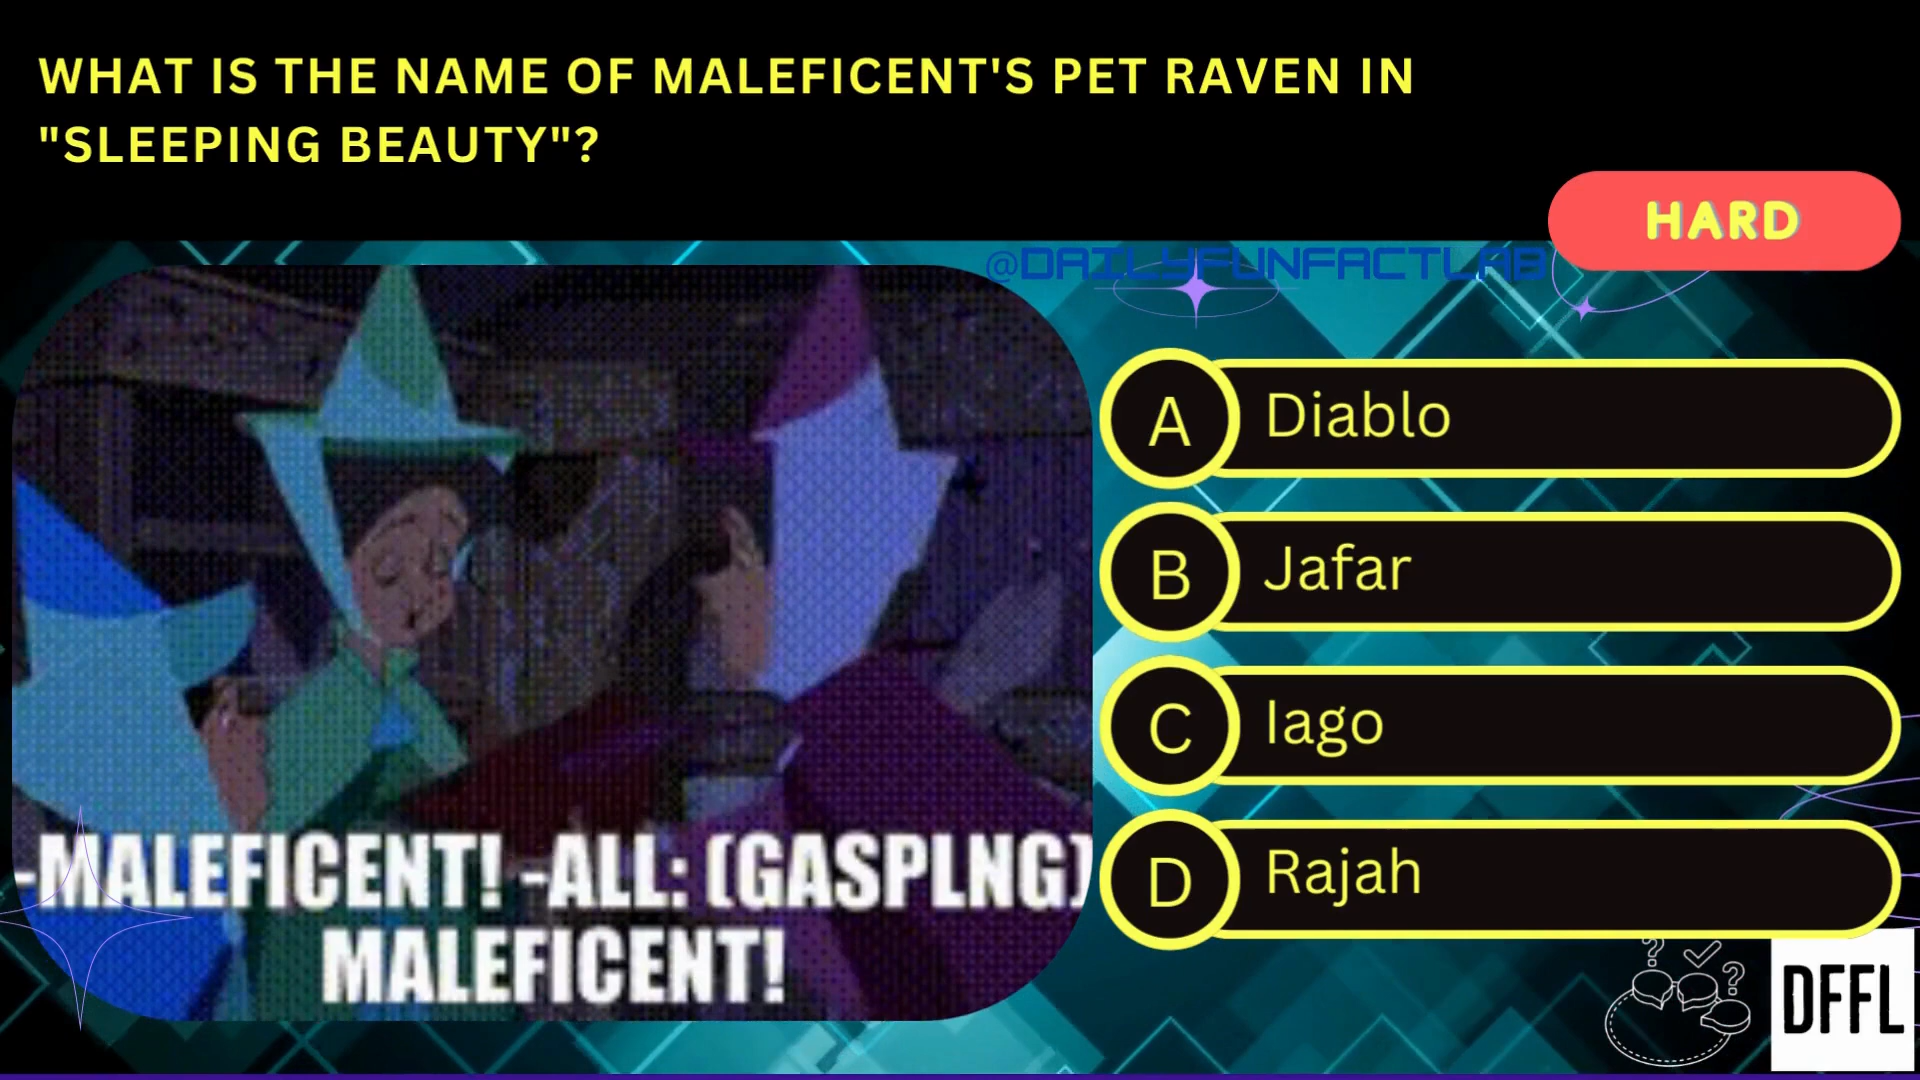 WHAT IS THE NAME OF MALEFICENT'S PET RAVEN IN
"SLEEPING BEAUTY"?
HARD
@DAILYFUNFACTLAB
A Diablo
B Jafar
C Iago
D Rajah
-MALEFICENT! -ALL: (GASPLNG)
MALEFICENT!
DFFL